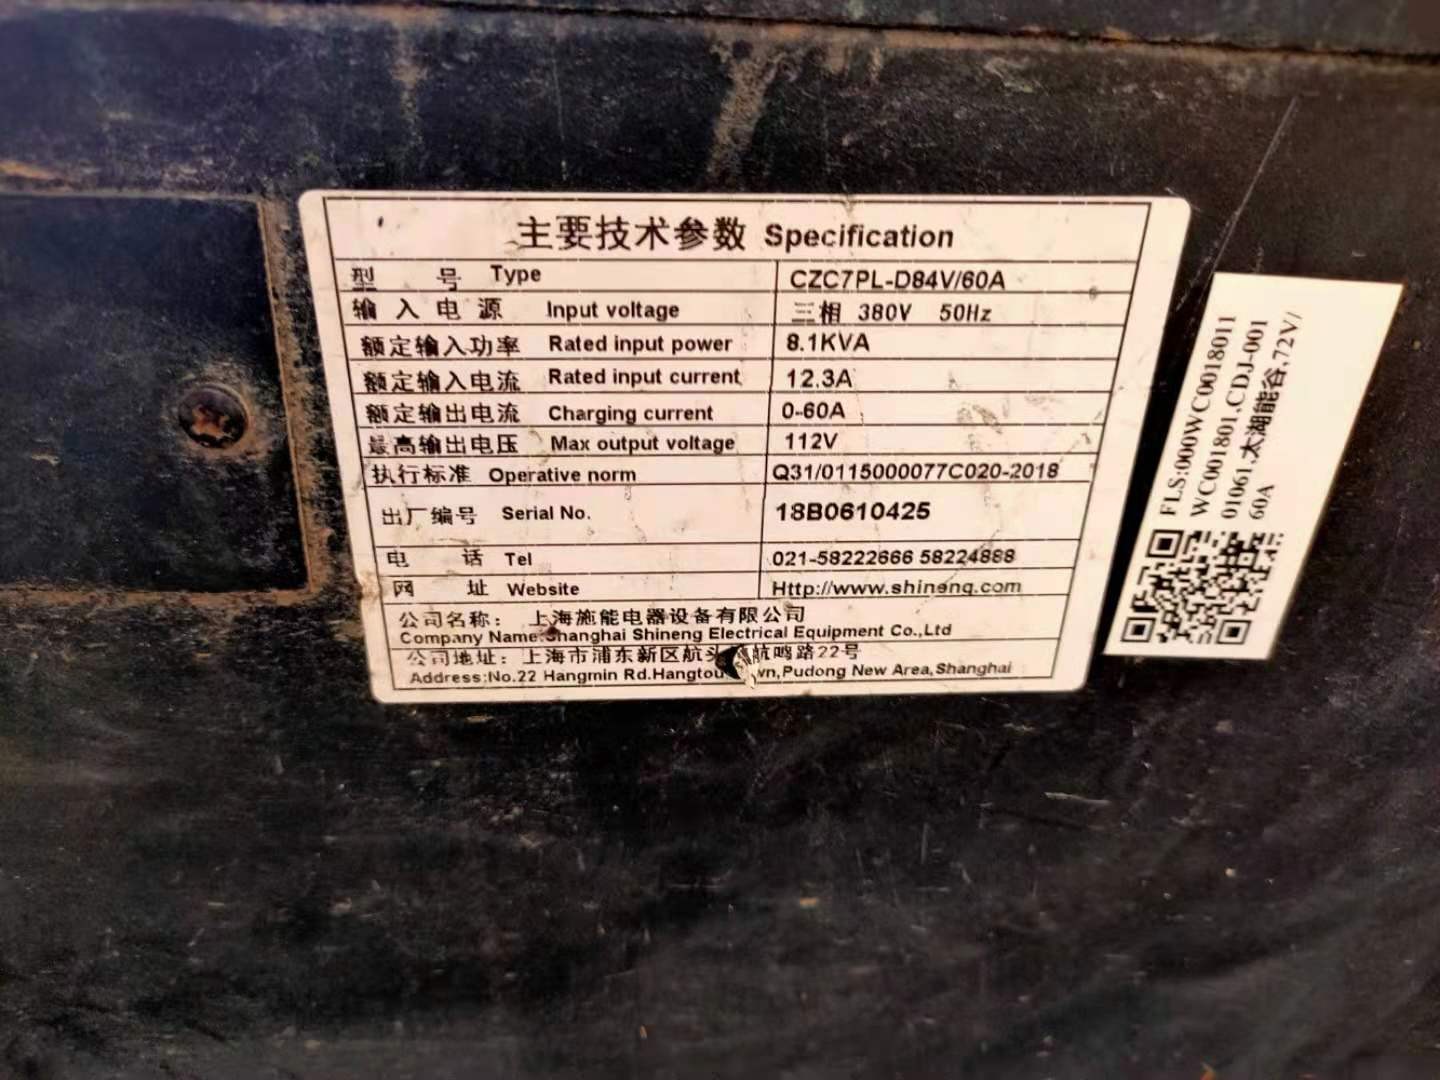 主要技术参数 Specification
型 号 Type CZC7PL-D84V/60A
输入电源 Input voltage 三相 380V 50Hz
额定输入功率 Rated input power 8.1KVA
额定输入电流 Rated input current 12.3A
额定输出电流 Charging current 0-60A
最高输出电压 Max output voltage 112V
执行标准 Operative norm Q31/0115000077C020-2018
出厂编号 Serial No. 18B0610425
电 话 Tel 021-58222666 58224888
网 址 Website Http://www.shineng.com
公司名称： 上海施能电器设备有限公司
Company Name:Shanghai Shineng Electrical Equipment Co.,Ltd
公司地址： 上海市浦东新区航头 航鸣路22号
Address:No.22 Hangmin Rd. Pudong New Area,Shanghai
FLS:000WC0018011
WC001801,CDJ-001
01061,太湖能谷,72V/
60A